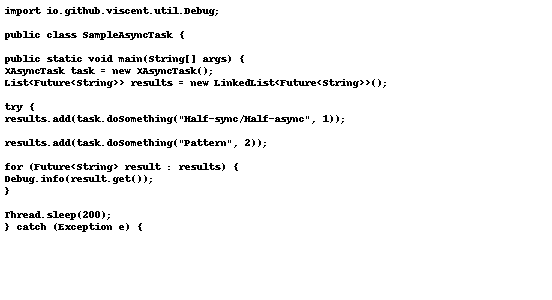 import io.github.viscent.util.Debug;
public class SampleAsyncTask {
public static void main(String[] args) {
XAsyncTask task = new XAsyncTask();
List<Future<String>> results = new LinkedList<Future<String>>();
try {
results.add(task.doSomething("Half-sync/Half-async", 1));
results.add(task.doSomething("Pattern", 2));
for (Future<String> result : results) {
Debug.info(result.get());
}
Thread.sleep(200);
} catch (Exception e) {